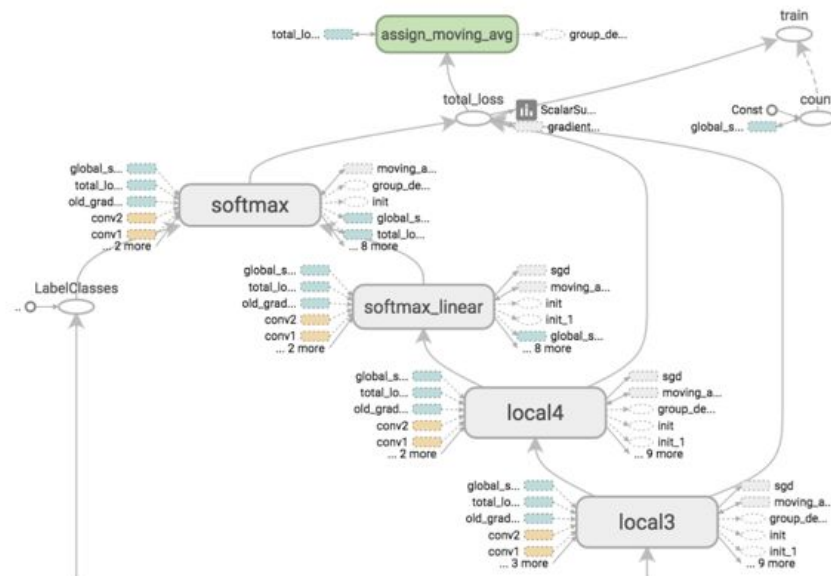 train
total_lo...
assign_moving_avg
group_de...
total_loss
ScalarSu...
gradient...
Const
coun
global_s...
global_s...
total_lo...
old_grad...
conv2
conv1
... 2 more
softmax
moving_a...
group_de...
init
global_s...
total_lo...
... 8 more
LabelClasses
..
global_s...
total_lo...
old_grad...
conv2
conv1
... 2 more
softmax_linear
sgd
moving_a...
init
init_1
global_s...
... 8 more
global_s...
total_lo...
old_grad...
conv2
conv1
... 2 more
local4
sgd
moving_a...
group_de...
init
init_1
... 9 more
global_s...
total_lo...
old_grad...
conv2
conv1
... 3 more
local3
sgd
moving_a...
group_de...
init
init_1
... 9 more